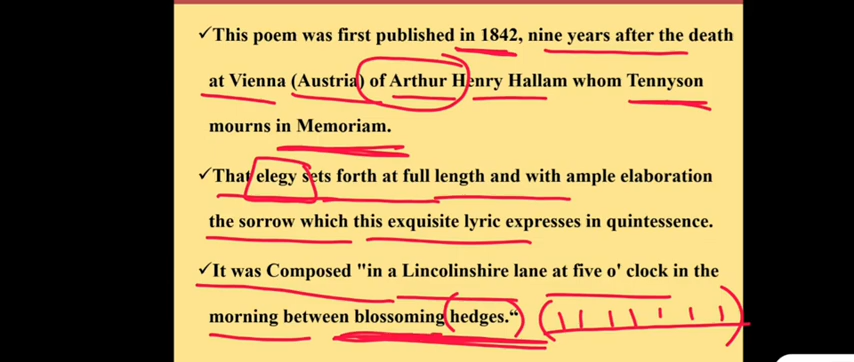 ✓This poem was first published in 1842, nine years after the death
at Vienna (Austria) of Arthur Henry Hallam whom Tennyson
mourns in Memoriam.
✓That elegy sets forth at full length and with ample elaboration
the sorrow which this exquisite lyric expresses in quintessence.
✓It was Composed "in a Lincolinshire lane at five o' clock in the
morning between blossoming hedges.“